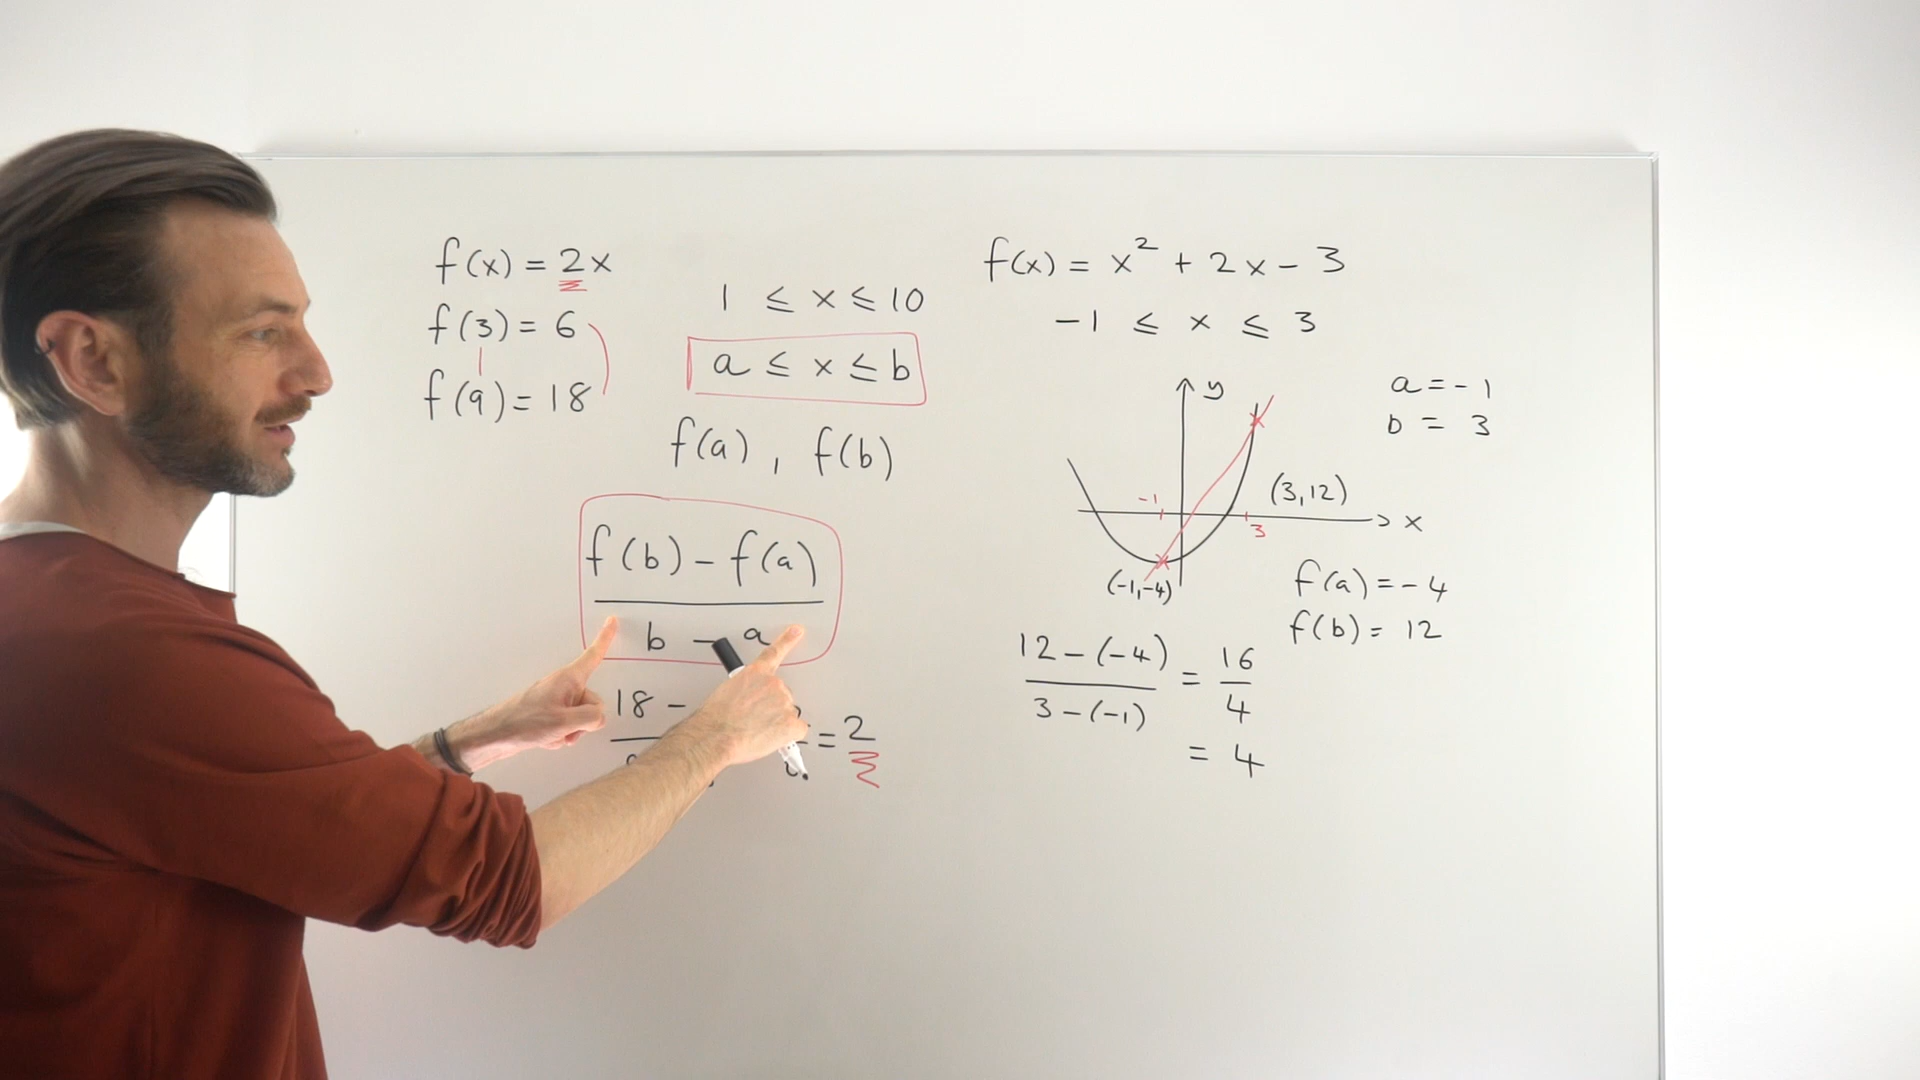 f(x) = 2x
f(3) = 6
f(9) = 18
1 ≤ x ≤ 10
a ≤ x ≤ b
f(a) , f(b)
f(b) - f(a)
b - a
18 -
= 2
f(x) = x² + 2x - 3
-1 ≤ x ≤ 3
a = -1
b = 3
y
(3,12)
-1
3
x
(-1,-4)
f(a) = -4
f(b) = 12
12 - (-4) = 16
3 - (-1) 4
= 4